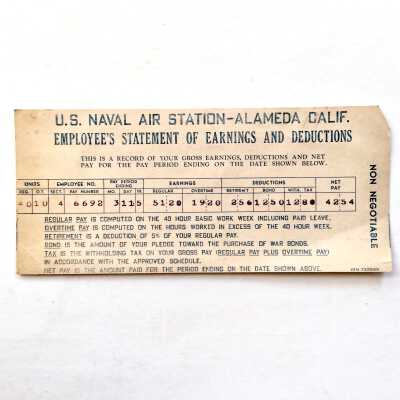 U.S. NAVAL AIR STATION-ALAMEDA CALIF.
EMPLOYEE'S STATEMENT OF EARNINGS AND DEDUCTIONS
THIS IS A RECORD OF YOUR GROSS EARNINGS, DEDUCTIONS AND NET
PAY FOR THE PAY PERIOD ENDING ON THE DATE SHOWN BELOW.
UNITS EMPLOYEE NO. PAY PERIOD ENDING EARNINGS DEDUCTIONS NET PAY
ORG. O.T. SECT. PAY NUMBER MO. DAY YR. REGULAR OVERTIME RETIREM'T BOND WITH. TAX
4010 4 6692 3115 5120 1920 256 1250 1280 4254
REGULAR PAY IS COMPUTED ON THE 40 HOUR BASIC WORK WEEK INCLUDING PAID LEAVE.
OVERTIME PAY IS COMPUTED ON THE HOURS WORKED IN EXCESS OF THE 40 HOUR WEEK.
RETIREMENT IS A DEDUCTION OF 5% OF YOUR REGULAR PAY.
BOND IS THE AMOUNT OF YOUR PLEDGE TOWARD THE PURCHASE OF WAR BONDS.
TAX IS THE WITHHOLDING TAX ON YOUR GROSS PAY (REGULAR PAY PLUS OVERTIME PAY)
IN ACCORDANCE WITH THE APPROVED SCHEDULE.
NET PAY IS THE AMOUNT PAID FOR THE PERIOD ENDING ON THE DATE SHOWN ABOVE.
NON NEGOTIABLE